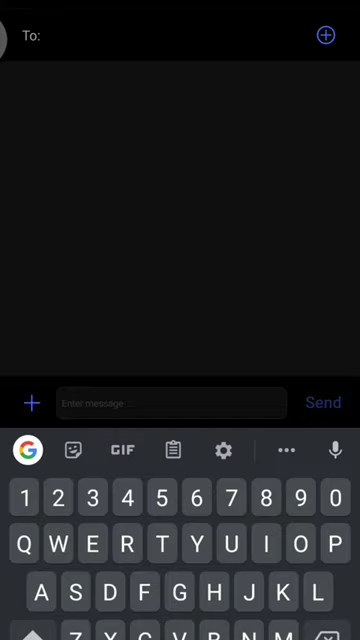 To:
Enter message
Send
G
GIF
1 2 3 4 5 6 7 8 9 0
Q W E R T Y U I O P
A S D F G H J K L
Z X C V B N M